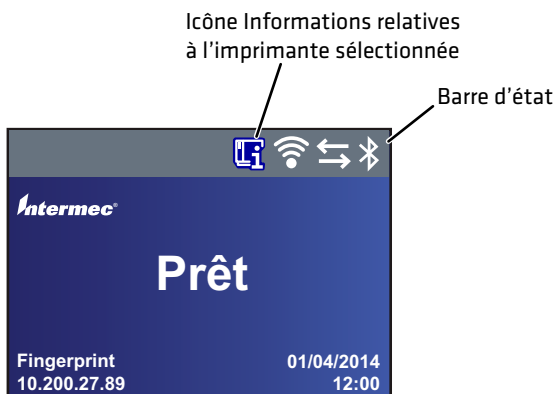 Icône Informations relatives
à l’imprimante sélectionnée
Barre d’état
Intermec®
Prêt
Fingerprint
01/04/2014
10.200.27.89
12:00